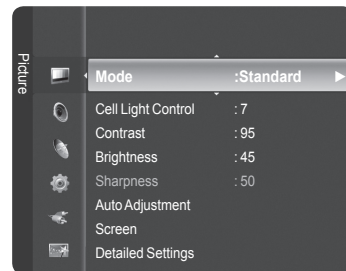 Picture
Mode :Standard
Cell Light Control : 7
Contrast : 95
Brightness : 45
Sharpness : 50
Auto Adjustment
Screen
Detailed Settings